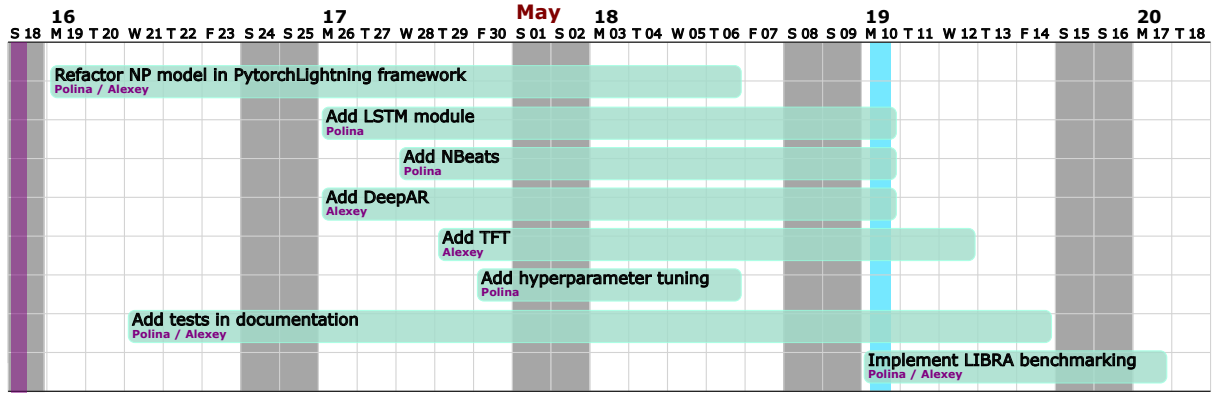 16 17 May 18 19 20
S 18 M 19 T 20 W 21 T 22 F 23 S 24 S 25 M 26 T 27 W 28 T 29 F 30 S 01 S 02 M 03 T 04 W 05 T 06 F 07 S 08 S 09 M 10 T 11 W 12 T 13 F 14 S 15 S 16 M 17 T 18
Refactor NP model in PytorchLightning framework
Polina / Alexey
Add LSTM module
Polina
Add NBeats
Polina
Add DeepAR
Alexey
Add TFT
Alexey
Add hyperparameter tuning
Polina
Add tests in documentation
Polina / Alexey
Implement LIBRA benchmarking
Polina / Alexey